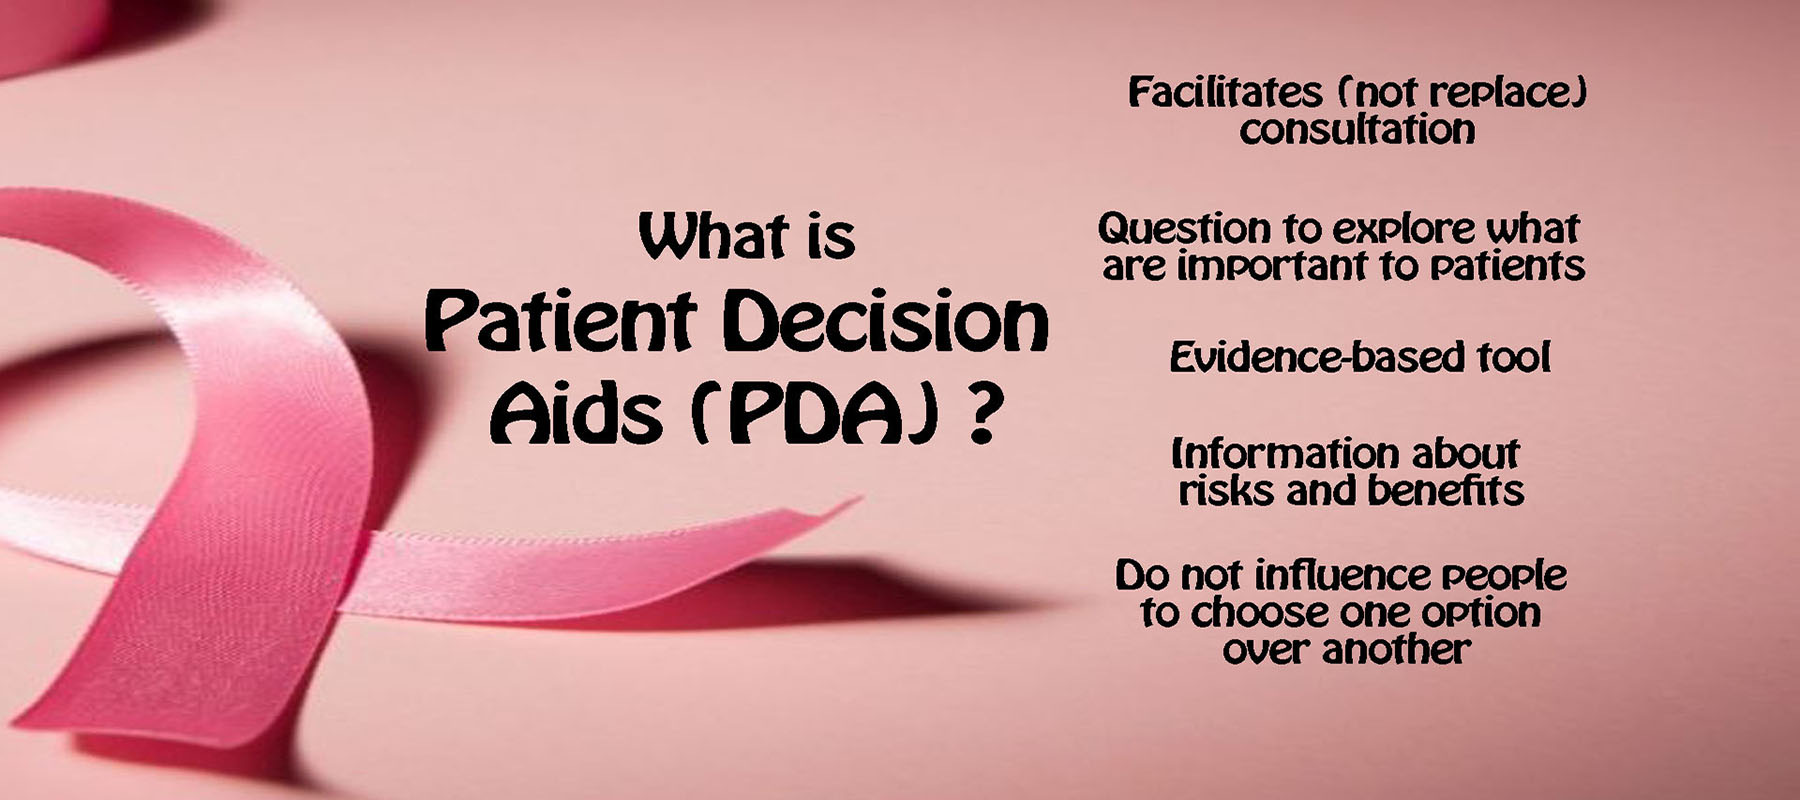 What is
Patient Decision
Aids (PDA) ?
Facilitates (not replace)
consultation
Question to explore what
are important to patients
Evidence-based tool
Information about
risks and benefits
Do not influence people
to choose one option
over another